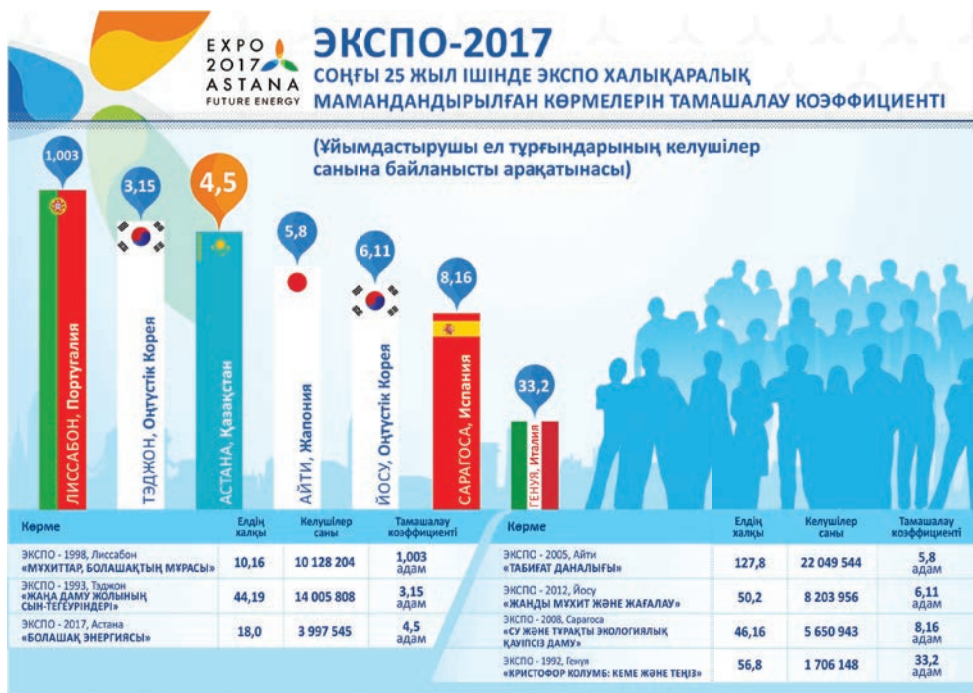 EXPO
2017
ASTANA
FUTURE ENERGY
ЭКСПО-2017
СОҢҒЫ 25 ЖЫЛ ІШІНДЕ ЭКСПО ХАЛЫҚАРАЛЫҚ
МАМАНДАНДЫРЫЛҒАН КӨРМЕЛЕРІН ТАМАШАЛАУ КОЭФФИЦИЕНТІ
(Ұйымдастырушы ел тұрғындарының келушілер
санына байланысты арақатынасы)
1,003
3,15
4,5
5,8
6,11
8,16
33,2
ЛИССАБОН, Португалия
ТЭДЖОН, Оңтүстік Корея
АСТАНА, Қазақстан
АЙТИ, Жапония
ЙОСУ, Оңтүстік Корея
САРАГОСА, Испания
ГЕНУЯ, Италия
Көрме Елдің халқы Келушілер саны Тамашалау коэффициенті
ЭКСПО - 1998, Лиссабон
«МҰХИТТАР, БОЛАШАҚТЫҢ МҰРАСЫ» 10,16 10 128 204 1,003 адам
ЭКСПО - 1993, Тэджон
«ЖАҢА ДАМУ ЖОЛЫНЫҢ
СЫН-ТЕГЕУРІНДЕРІ» 44,19 14 005 808 3,15 адам
ЭКСПО - 2017, Астана
«БОЛАШАҚ ЭНЕРГИЯСЫ» 18,0 3 997 545 4,5 адам
Көрме Елдің халқы Келушілер саны Тамашалау коэффициенті
ЭКСПО - 2005, Айти
«ТАБИҒАТ ДАНАЛЫҒЫ» 127,8 22 049 544 5,8 адам
ЭКСПО - 2012, Йосу
«ЖАНДЫ МҰХИТ ЖӘНЕ ЖАҒАЛАУ» 50,2 8 203 956 6,11 адам
ЭКСПО - 2008, Сарагоса
«СУ ЖӘНЕ ТҰРАҚТЫ ЭКОЛОГИЯЛЫҚ
ҚАУІПСІЗ ДАМУ» 46,16 5 650 943 8,16 адам
ЭКСПО - 1992, Генуя
«КРИСТОФОР КОЛУМБ: КЕМЕ ЖӘНЕ ТЕҢІЗ» 56,8 1 706 148 33,2 адам